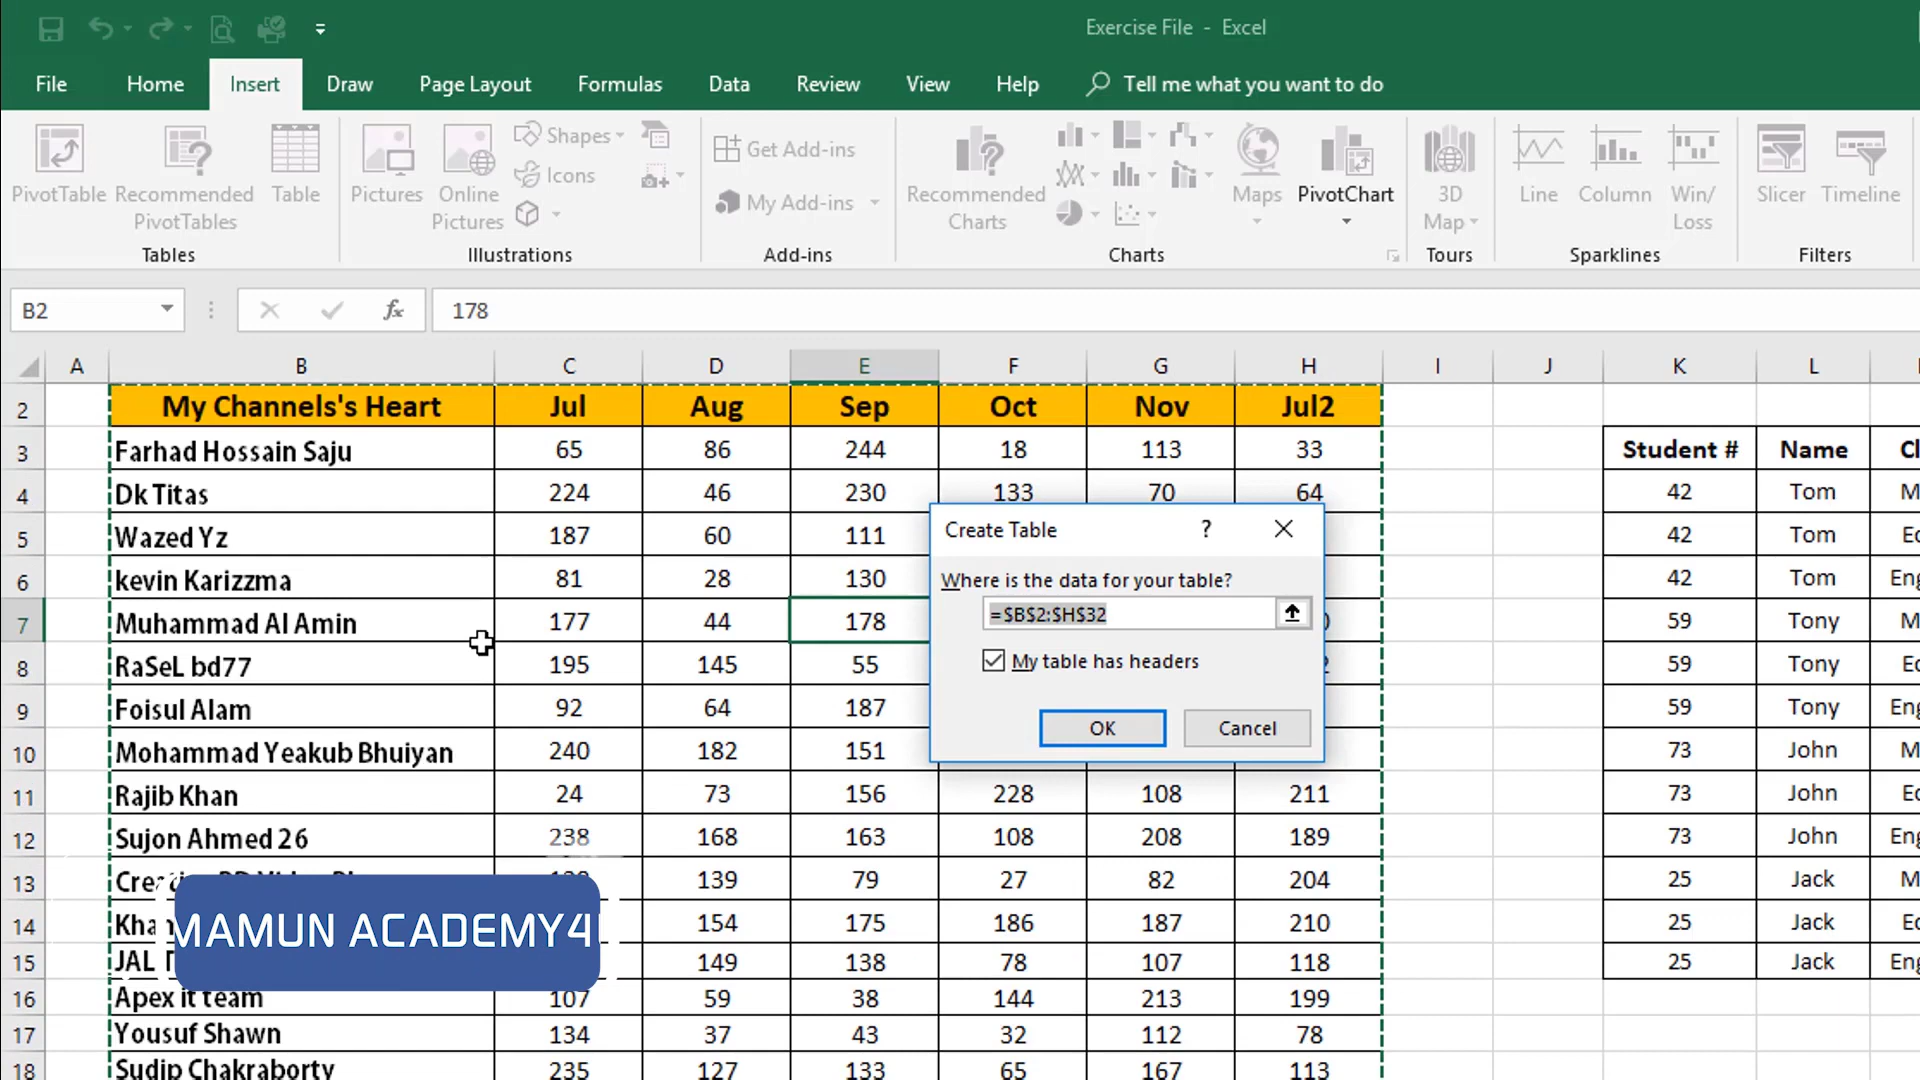 Exercise File - Excel
File Home Insert Draw Page Layout Formulas Data Review View Help Tell me what you want to do
PivotTable Recommended PivotTables Table
Tables
Pictures Online Pictures Shapes Icons
Illustrations
Get Add-ins
My Add-ins
Add-ins
Recommended Charts Maps PivotChart
Charts
3D Map
Tours
Line Column Win/ Loss
Sparklines
Slicer Timeline
Filters
B2 fx 178
A B C D E F G H I J K L
2 My Channels's Heart Jul Aug Sep Oct Nov Jul2
3 Farhad Hossain Saju 65 86 244 18 113 33 Student # Name
4 Dk Titas 224 46 230 133 70 64 42 Tom
5 Wazed Yz 187 60 111 42 Tom
6 kevin Karizzma 81 28 130 42 Tom
7 Muhammad Al Amin 177 44 178 59 Tony
8 RaSeL bd77 195 145 55 59 Tony
9 Foisul Alam 92 64 187 59 Tony
10 Mohammad Yeakub Bhuiyan 240 182 151 73 John
11 Rajib Khan 24 73 156 228 108 211 73 John
12 Sujon Ahmed 26 238 168 163 108 208 189 73 John
13 139 79 27 82 204 25 Jack
14 154 175 186 187 210 25 Jack
15 JAL 149 138 78 107 118 25 Jack
16 Apex it team 107 59 38 144 213 199
17 Yousuf Shawn 134 37 43 32 112 78
18 Sudip Chakraborty 235 127 133 65 167 113
Create Table ?
Where is the data for your table?
=$B$2:$H$32
My table has headers
OK Cancel
MAMUN ACADEMY4